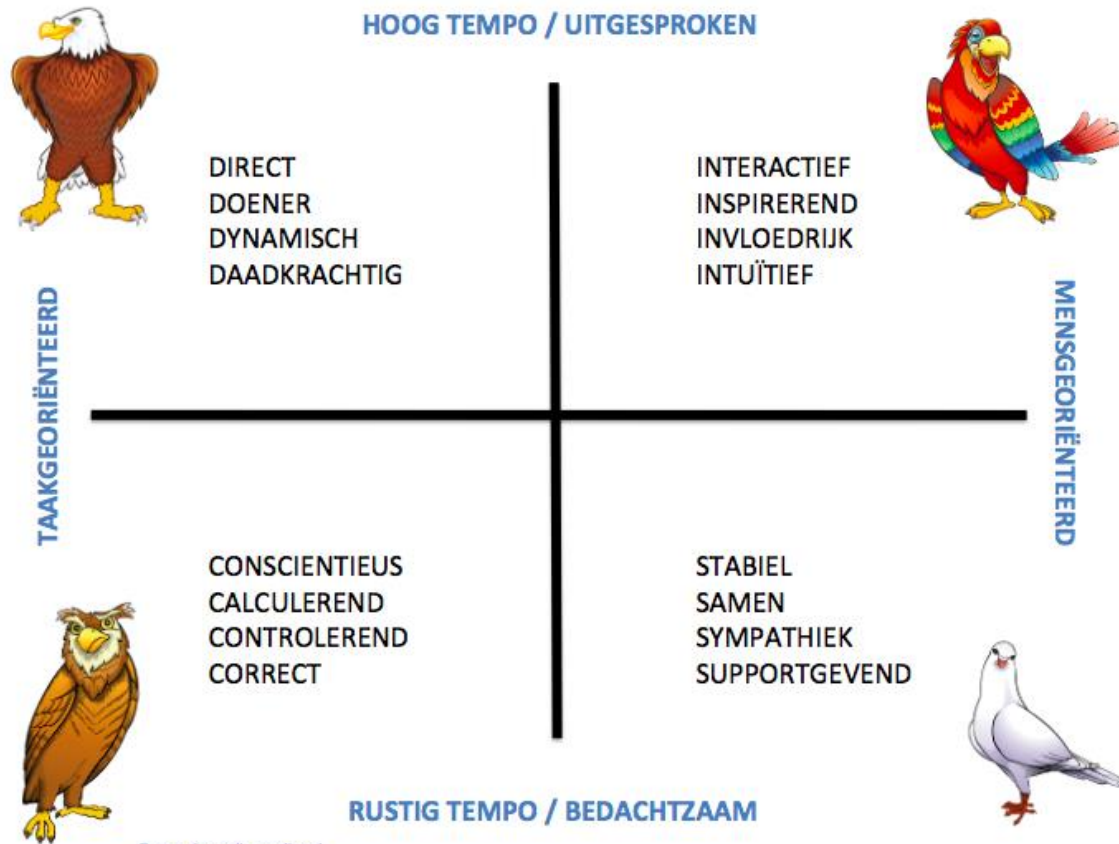 HOOG TEMPO / UITGESPROKEN
DIRECT
DOENER
DYNAMISCH
DAADKRACHTIG
INTERACTIEF
INSPIREREND
INVLOEDRIJK
INTUÏTIEF
TAAKGEORIËNTEERD
MENSGEORIËNTEERD
CONSCIENTIEUS
CALCULEREND
CONTROLEREND
CORRECT
STABIEL
SAMEN
SYMPATHIEK
SUPPORTGEVEND
RUSTIG TEMPO / BEDACHTZAAM